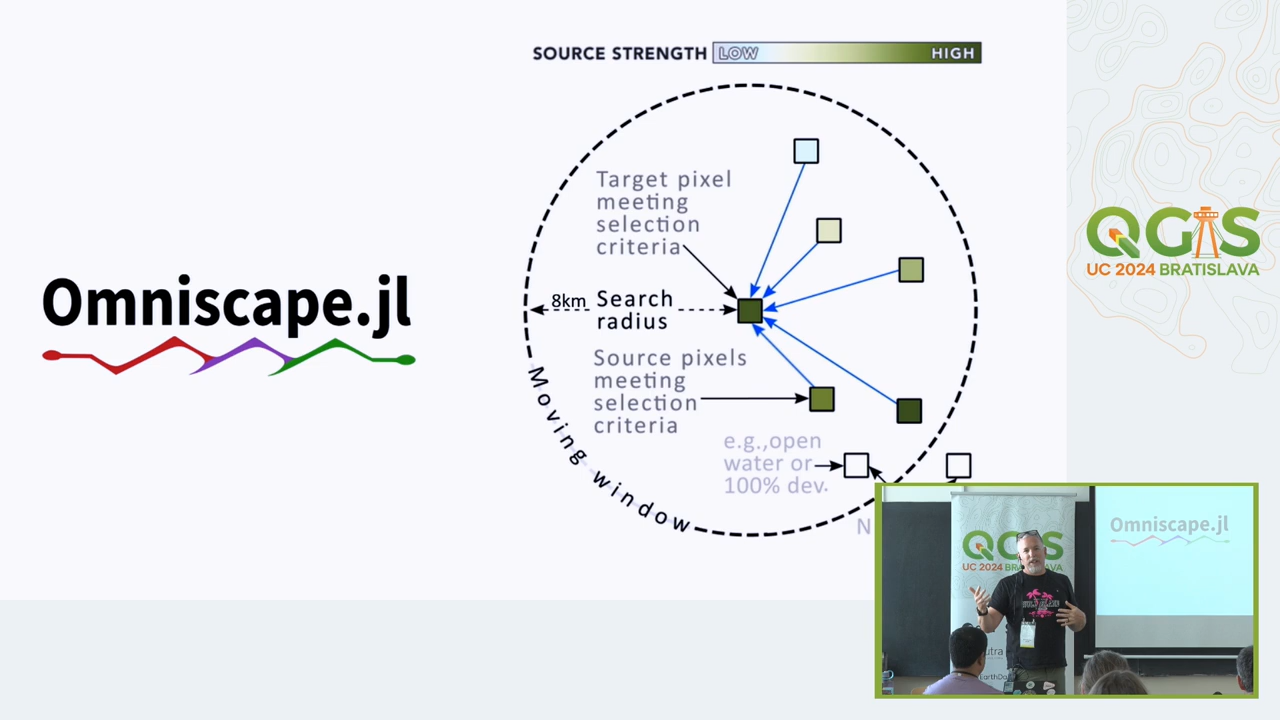 SOURCE STRENGTH LOW HIGH
Target pixel
meeting
selection
criteria
8km Search
radius
Omniscape.jl
Source pixels
meeting
selection
criteria
Moving window
e.g.,open
water or
100% dev.
N
QGIS
UC 2024 BRATISLAVA
QGIS
UC 2024 BRATISLAVA
Omniscape.jl